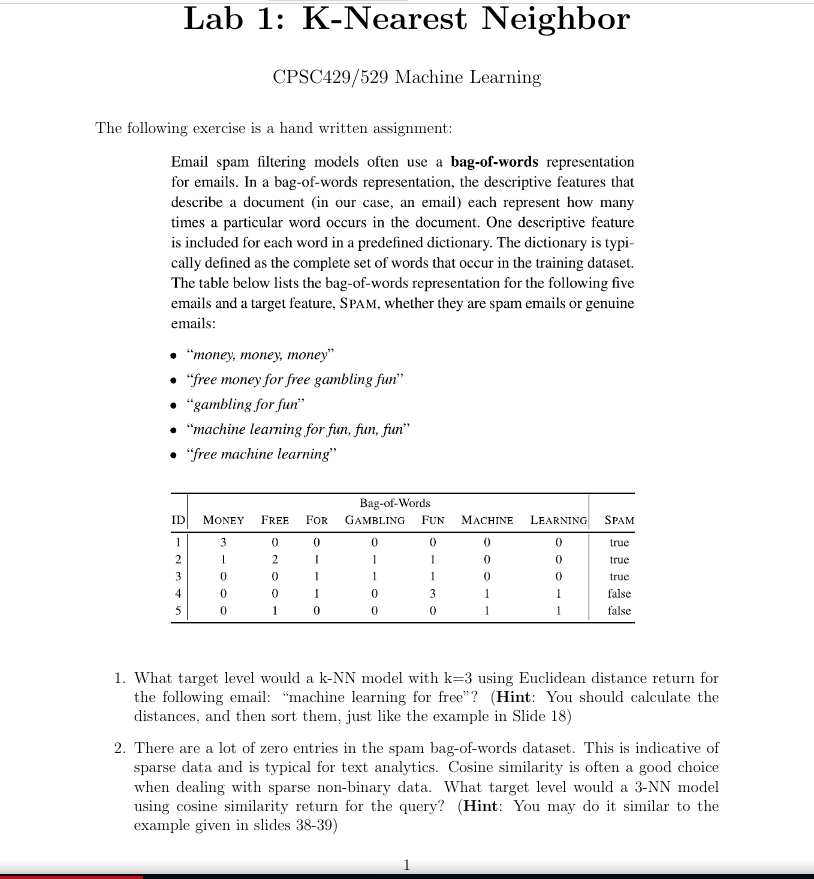 Lab 1: K-Nearest Neighbor
CPSC429/529 Machine Learning
The following exercise is a hand written assignment:
Email spam filtering models often use a bag-of-words representation
for emails. In a bag-of-words representation, the descriptive features that
describe a document (in our case, an email) each represent how many
times a particular word occurs in the document. One descriptive feature
is included for each word in a predefined dictionary. The dictionary is typi-
cally defined as the complete set of words that occur in the training dataset.
The table below lists the bag-of-words representation for the following five
emails and a target feature, SPAM, whether they are spam emails or genuine
emails:
• “money, money, money”
• “free money for free gambling fun”
• “gambling for fun”
• “machine learning for fun, fun, fun”
• “free machine learning”
Bag-of-Words
ID MONEY FREE FOR GAMBLING FUN MACHINE LEARNING SPAM
1 3 0 0 0 0 0 0 true
2 1 2 1 1 1 0 0 true
3 0 0 1 1 1 0 0 true
4 0 0 1 0 3 1 1 false
5 0 1 0 0 0 1 1 false
1. What target level would a k-NN model with k=3 using Euclidean distance return for
the following email: “machine learning for free”? (Hint: You should calculate the
distances, and then sort them, just like the example in Slide 18)
2. There are a lot of zero entries in the spam bag-of-words dataset. This is indicative of
sparse data and is typical for text analytics. Cosine similarity is often a good choice
when dealing with sparse non-binary data. What target level would a 3-NN model
using cosine similarity return for the query? (Hint: You may do it similar to the
example given in slides 38-39)
1